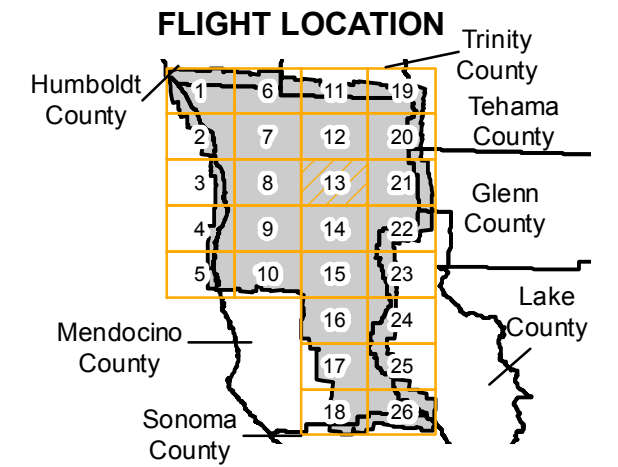 FLIGHT LOCATION
Trinity
County
Humboldt
County
1 6 11 19
Tehama
County
2 7 12 20
3 8 13 21
Glenn
County
4 9 14 22
5 10 15 23
Lake
County
16 24
Mendocino
County
17 25
18 26
Sonoma
County